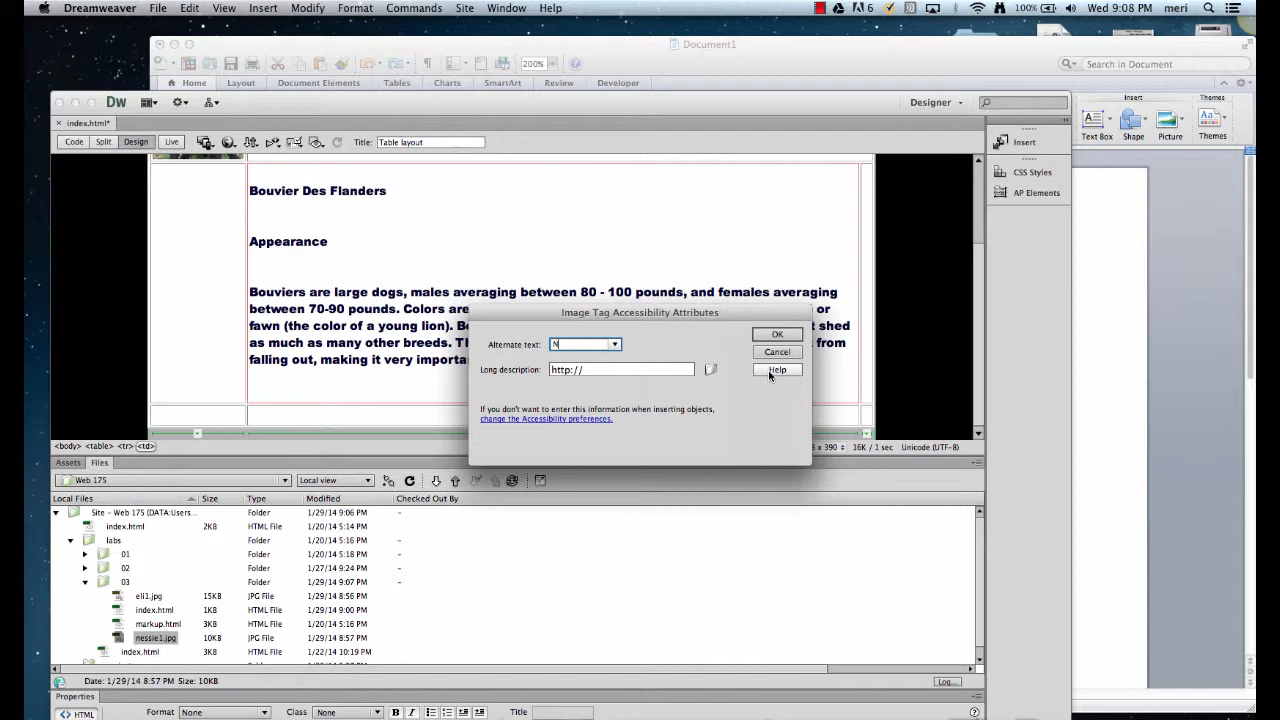 Dreamweaver File Edit View Insert Modify Format Commands Site Window Help 6 100% Wed 9:08 PM meri
Document1
200%
Search in Document
Home Layout Document Elements Tables Charts SmartArt Review Developer
Insert Themes
Dw
Designer
index.html*
Text Box Shape Picture Themes
Code Split Design Live Title: Table layout
Insert
CSS Styles
AP Elements
Bouvier Des Flanders
Appearance
Bouviers are large dogs, males averaging between 80 - 100 pounds, and females averaging
between 70-90 pounds. Colors are or
fawn (the color of a young lion). t shed
as much as many other breeds. from
falling out, making it very importa
Image Tag Accessibility Attributes
Alternate text: N
OK
Cancel
Long description: http://
Help
If you don't want to enter this information when inserting objects,
change the Accessibility preferences.
<body> <table> <tr> <td> x 390 16K / 1 sec Unicode (UTF-8)
Assets Files
Web 175 Local view
Local Files Size Type Modified Checked Out By
Site - Web 175 (DATA:Users... Folder 1/29/14 9:06 PM -
index.html 2KB HTML File 1/20/14 5:14 PM
labs Folder 1/20/14 5:16 PM -
01 Folder 1/20/14 5:18 PM -
02 Folder 1/27/14 9:24 PM -
03 Folder 1/29/14 9:07 PM -
eli1.jpg 15KB JPG File 1/29/14 8:56 PM
index.html 1KB HTML File 1/29/14 9:00 PM
markup.html 3KB HTML File 1/20/14 5:16 PM
nessie1.jpg 10KB JPG File 1/29/14 8:57 PM
index.html 3KB HTML File 1/22/14 10:19 PM
Date: 1/29/14 8:57 PM Size: 10KB Log...
Properties
<> HTML Format None Class None B I Title